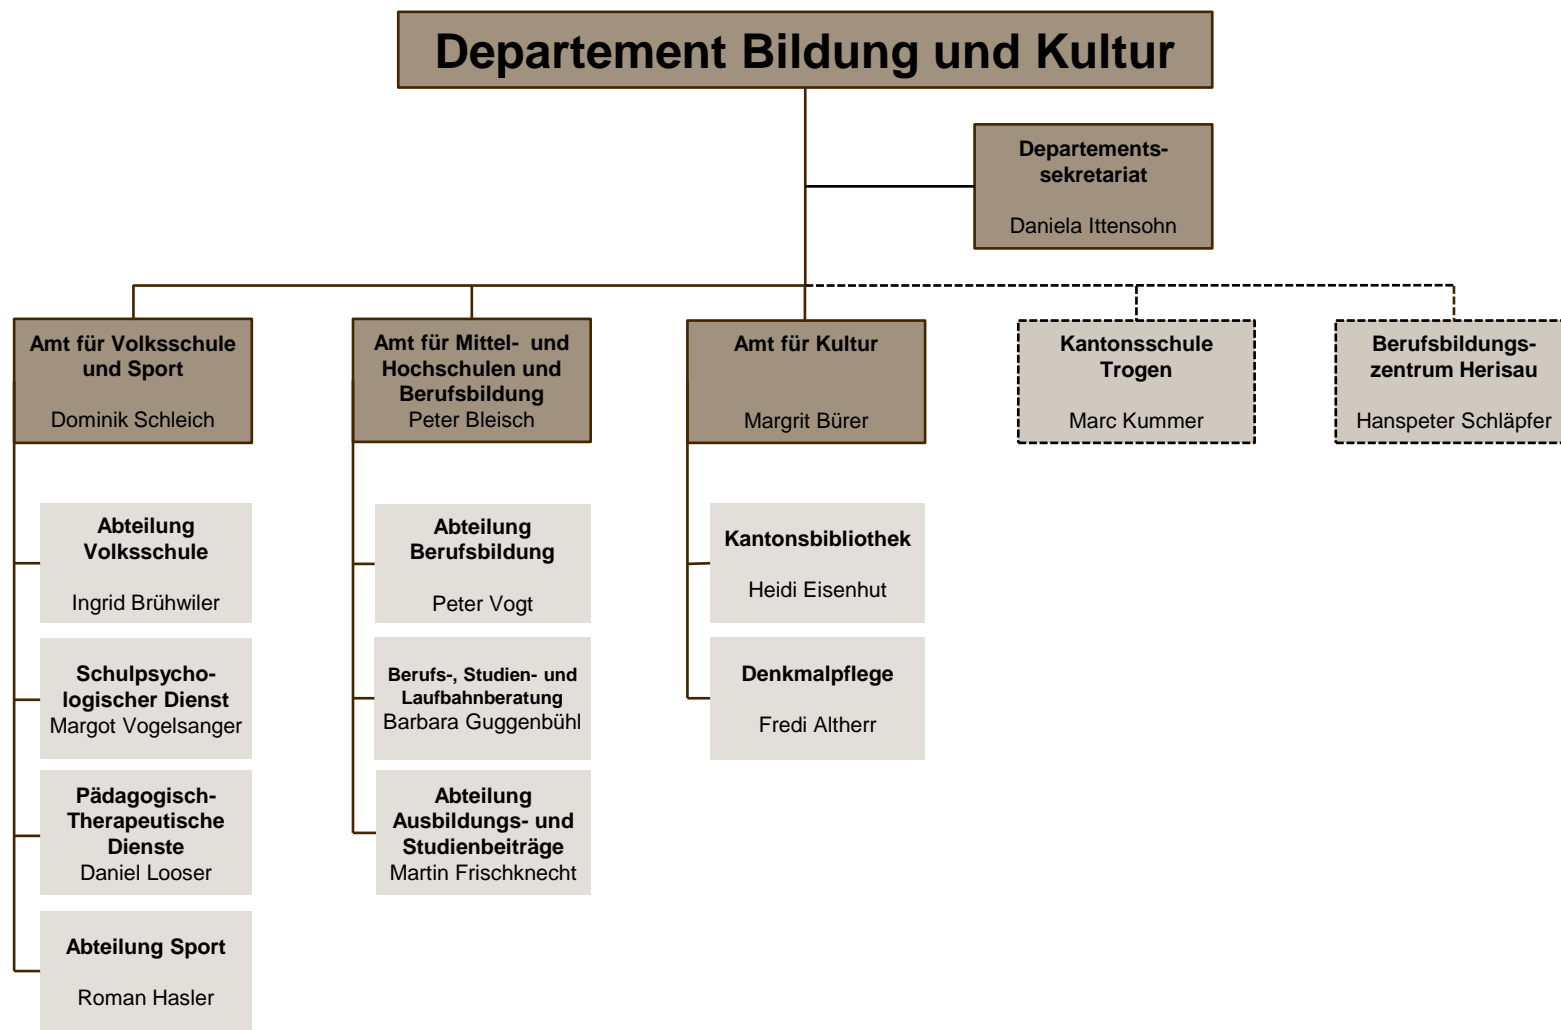 Departement Bildung und Kultur
Departements-
sekretariat
Daniela Ittensohn
Amt für Volksschule
und Sport
Dominik Schleich
Amt für Mittel- und
Hochschulen und
Berufsbildung
Peter Bleisch
Amt für Kultur
Margrit Bürer
Kantonsschule
Trogen
Marc Kummer
Berufsbildungs-
zentrum Herisau
Hanspeter Schläpfer
Abteilung
Volksschule
Ingrid Brühwiler
Schulpsycho-
logischer Dienst
Margot Vogelsanger
Pädagogisch-
Therapeutische
Dienste
Daniel Looser
Abteilung Sport
Roman Hasler
Abteilung
Berufsbildung
Peter Vogt
Berufs-, Studien- und
Laufbahnberatung
Barbara Guggenbühl
Abteilung
Ausbildungs- und
Studienbeiträge
Martin Frischknecht
Kantonsbibliothek
Heidi Eisenhut
Denkmalpflege
Fredi Altherr